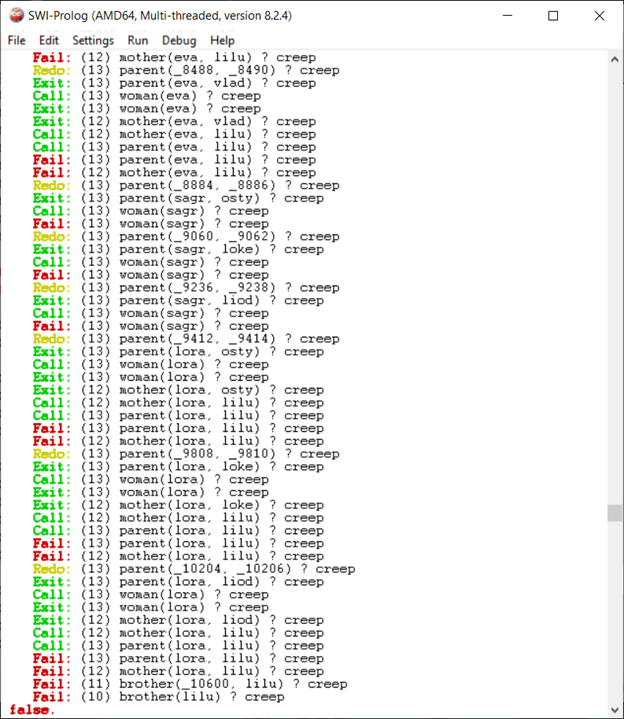 SWI-Prolog (AMD64, Multi-threaded, version 8.2.4)
File Edit Settings Run Debug Help
Fail: (12) mother(eva, lilu) ? creep
Redo: (13) parent(_8488, _8490) ? creep
Exit: (13) parent(eva, vlad) ? creep
Call: (13) woman(eva) ? creep
Exit: (13) woman(eva) ? creep
Exit: (12) mother(eva, vlad) ? creep
Call: (12) mother(eva, lilu) ? creep
Call: (13) parent(eva, lilu) ? creep
Fail: (13) parent(eva, lilu) ? creep
Fail: (12) mother(eva, lilu) ? creep
Redo: (13) parent(_8884, _8886) ? creep
Exit: (13) parent(sagr, osty) ? creep
Call: (13) woman(sagr) ? creep
Fail: (13) woman(sagr) ? creep
Redo: (13) parent(_9060, _9062) ? creep
Exit: (13) parent(sagr, loke) ? creep
Call: (13) woman(sagr) ? creep
Fail: (13) woman(sagr) ? creep
Redo: (13) parent(_9236, _9238) ? creep
Exit: (13) parent(sagr, liod) ? creep
Call: (13) woman(sagr) ? creep
Fail: (13) woman(sagr) ? creep
Redo: (13) parent(_9412, _9414) ? creep
Exit: (13) parent(lora, osty) ? creep
Call: (13) woman(lora) ? creep
Exit: (13) woman(lora) ? creep
Exit: (12) mother(lora, osty) ? creep
Call: (12) mother(lora, lilu) ? creep
Call: (13) parent(lora, lilu) ? creep
Fail: (13) parent(lora, lilu) ? creep
Fail: (12) mother(lora, lilu) ? creep
Redo: (13) parent(_9808, _9810) ? creep
Exit: (13) parent(lora, loke) ? creep
Call: (13) woman(lora) ? creep
Exit: (13) woman(lora) ? creep
Exit: (12) mother(lora, loke) ? creep
Call: (12) mother(lora, lilu) ? creep
Call: (13) parent(lora, lilu) ? creep
Fail: (13) parent(lora, lilu) ? creep
Fail: (12) mother(lora, lilu) ? creep
Redo: (13) parent(_10204, _10206) ? creep
Exit: (13) parent(lora, liod) ? creep
Call: (13) woman(lora) ? creep
Exit: (13) woman(lora) ? creep
Exit: (12) mother(lora, liod) ? creep
Call: (12) mother(lora, lilu) ? creep
Call: (13) parent(lora, lilu) ? creep
Fail: (13) parent(lora, lilu) ? creep
Fail: (12) mother(lora, lilu) ? creep
Fail: (11) brother(_10600, lilu) ? creep
Fail: (10) brother(lilu) ? creep
false.